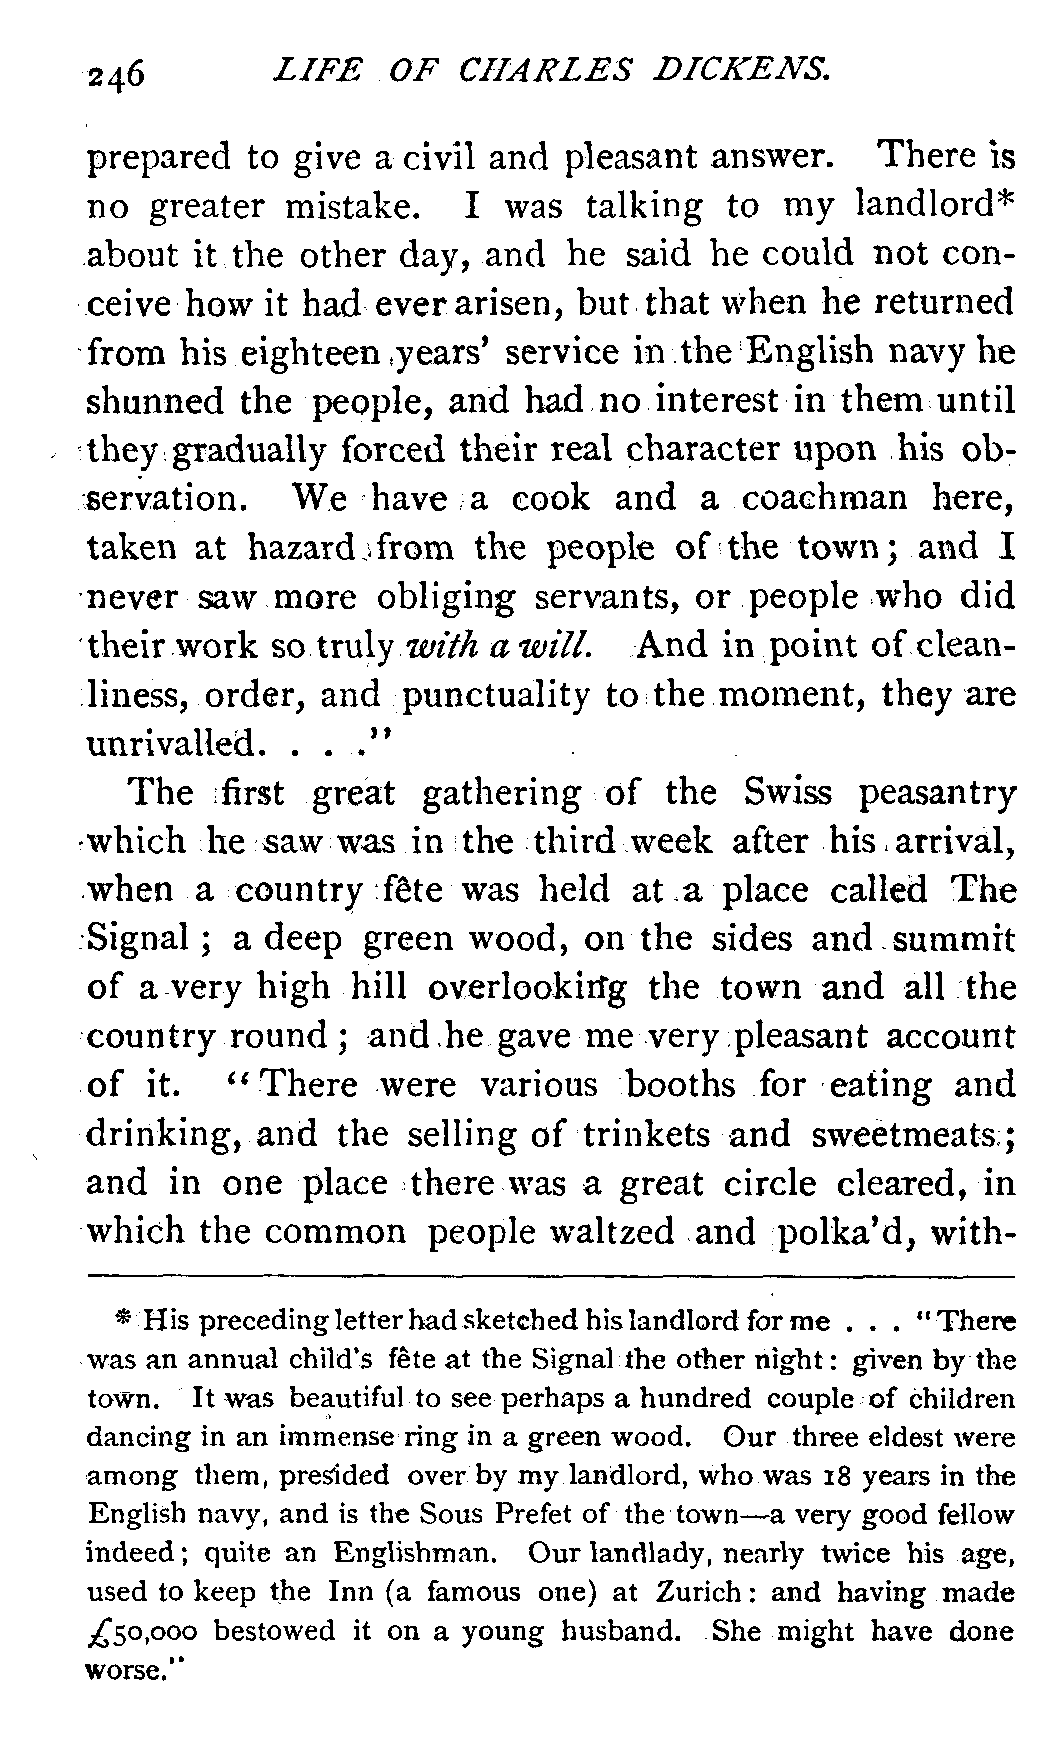 246 LIFE OF CHARLES DICKENS.
prepared to give a civil and pleasant answer. There is
no greater mistake. I was talking to my landlord*
about it the other day, and he said he could not con-
ceive how it had ever arisen, but that when he returned
from his eighteen years' service in the English navy he
shunned the people, and had no interest in them until
they gradually forced their real character upon his ob-
servation. We have a cook and a coachman here,
taken at hazard from the people of the town; and I
never saw more obliging servants, or people who did
their work so truly with a will. And in point of clean-
liness, order, and punctuality to the moment, they are
unrivalled. . . ."
The first great gathering of the Swiss peasantry
which he saw was in the third week after his arrival,
when a country fête was held at a place called The
Signal; a deep green wood, on the sides and summit
of a very high hill overlooking the town and all the
country round; and he gave me very pleasant account
of it. "There were various booths for eating and
drinking, and the selling of trinkets and sweetmeats;
and in one place there was a great circle cleared, in
which the common people waltzed and polka'd, with-
* His preceding letter had sketched his landlord for me . . . "There
was an annual child's fête at the Signal the other night: given by the
town. It was beautiful to see perhaps a hundred couple of children
dancing in an immense ring in a green wood. Our three eldest were
among them, presided over by my landlord, who was 18 years in the
English navy, and is the Sous Prefet of the town—a very good fellow
indeed; quite an Englishman. Our landlady, nearly twice his age,
used to keep the Inn (a famous one) at Zurich: and having made
£50,000 bestowed it on a young husband. She might have done
worse."